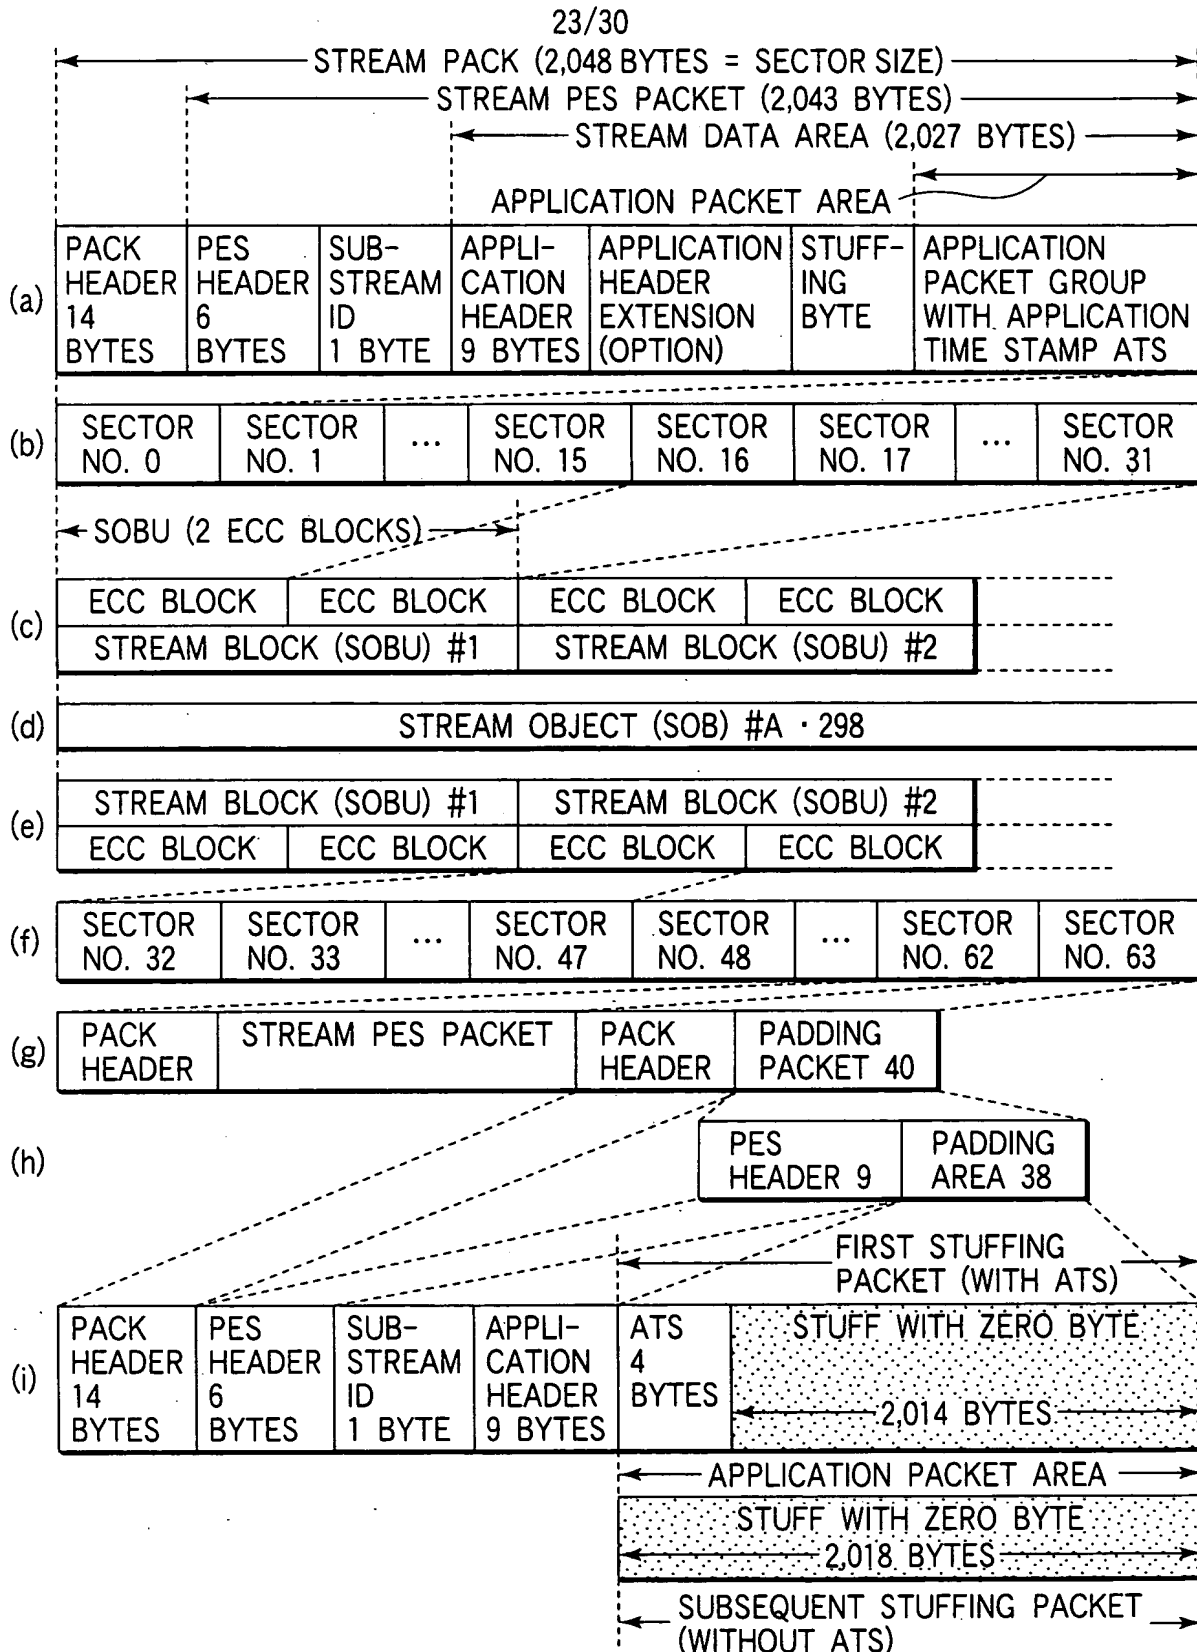 23/30
STREAM PACK (2,048 BYTES = SECTOR SIZE)
STREAM PES PACKET (2,043 BYTES)
STREAM DATA AREA (2,027 BYTES)
APPLICATION PACKET AREA
(a)
PACK
HEADER
14
BYTES
PES
HEADER
6
BYTES
SUB-
STREAM
ID
1 BYTE
APPLI-
CATION
HEADER
9 BYTES
APPLICATION
HEADER
EXTENSION
(OPTION)
STUFF-
ING
BYTE
APPLICATION
PACKET GROUP
WITH APPLICATION
TIME STAMP ATS
(b)
SECTOR
NO. 0
SECTOR
NO. 1
...
SECTOR
NO. 15
SECTOR
NO. 16
SECTOR
NO. 17
...
SECTOR
NO. 31
SOBU (2 ECC BLOCKS)
(c)
ECC BLOCK
ECC BLOCK
ECC BLOCK
ECC BLOCK
STREAM BLOCK (SOBU) #1
STREAM BLOCK (SOBU) #2
(d)
STREAM OBJECT (SOB) #A · 298
(e)
STREAM BLOCK (SOBU) #1
STREAM BLOCK (SOBU) #2
ECC BLOCK
ECC BLOCK
ECC BLOCK
ECC BLOCK
(f)
SECTOR
NO. 32
SECTOR
NO. 33
...
SECTOR
NO. 47
SECTOR
NO. 48
...
SECTOR
NO. 62
SECTOR
NO. 63
(g)
PACK
HEADER
STREAM PES PACKET
PACK
HEADER
PADDING
PACKET 40
(h)
PES
HEADER 9
PADDING
AREA 38
FIRST STUFFING
PACKET (WITH ATS)
(i)
PACK
HEADER
14
BYTES
PES
HEADER
6
BYTES
SUB-
STREAM
ID
1 BYTE
APPLI-
CATION
HEADER
9 BYTES
ATS
4
BYTES
STUFF WITH ZERO BYTE
2,014 BYTES
APPLICATION PACKET AREA
STUFF WITH ZERO BYTE
2,018 BYTES
SUBSEQUENT STUFFING PACKET
(WITHOUT ATS)